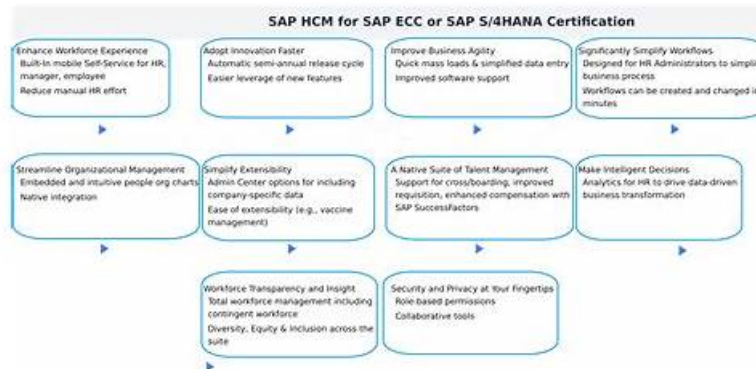 SAP HCM for SAP ECC or SAP S/4HANA Certification
Enhance Workforce Experience
Built-In mobile Self-Service for HR,
manager, employee
Reduce manual HR effort
Adopt Innovation Faster
Automatic semi-annual release cycle
Easier leverage of new features
Improve Business Agility
Quick mass loads & simplified data entry
Improved software support
Significantly Simplify Workflows
Designed for HR Administrators to simpli
business process
Workflows can be created and changed in
minutes
Streamline Organizational Management
Embedded and intuitive people org charts
Native integration
Simplify Extensibility
Admin Center options for including
company-specific data
Ease of extensibility (e.g., vaccine
management)
A Native Suite of Talent Management
Support for cross/boarding, improved
requisition, enhanced compensation with
SAP SuccessFactors
Make Intelligent Decisions
Analytics for HR to drive data-driven
business transformation
Workforce Transparency and Insight
Total workforce management including
contingent workforce
Diversity, Equity & Inclusion across the
suite
Security and Privacy at Your Fingertips
Role-based permissions
Collaborative tools